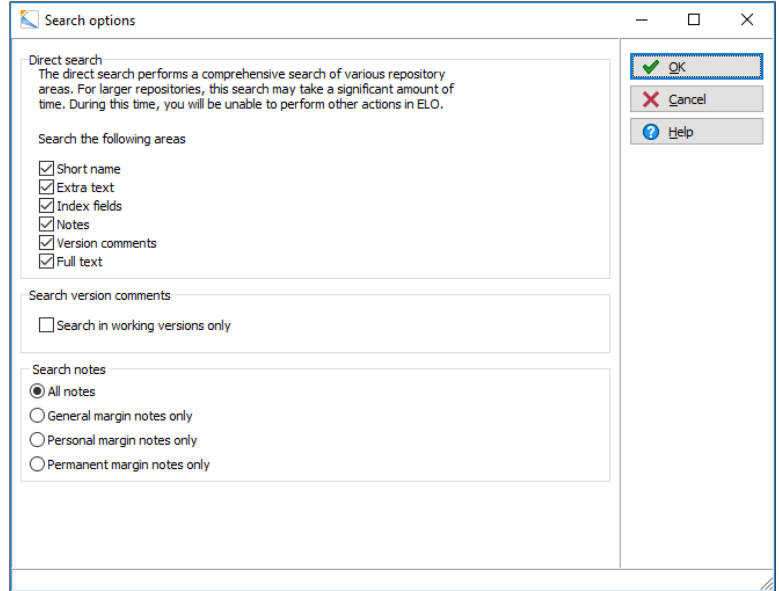 Search options
Direct search
The direct search performs a comprehensive search of various repository
areas. For larger repositories, this search may take a significant amount of
time. During this time, you will be unable to perform other actions in ELO.
Search the following areas
Short name
Extra text
Index fields
Notes
Version comments
Full text
Search version comments
Search in working versions only
Search notes
All notes
General margin notes only
Personal margin notes only
Permanent margin notes only
OK
Cancel
Help